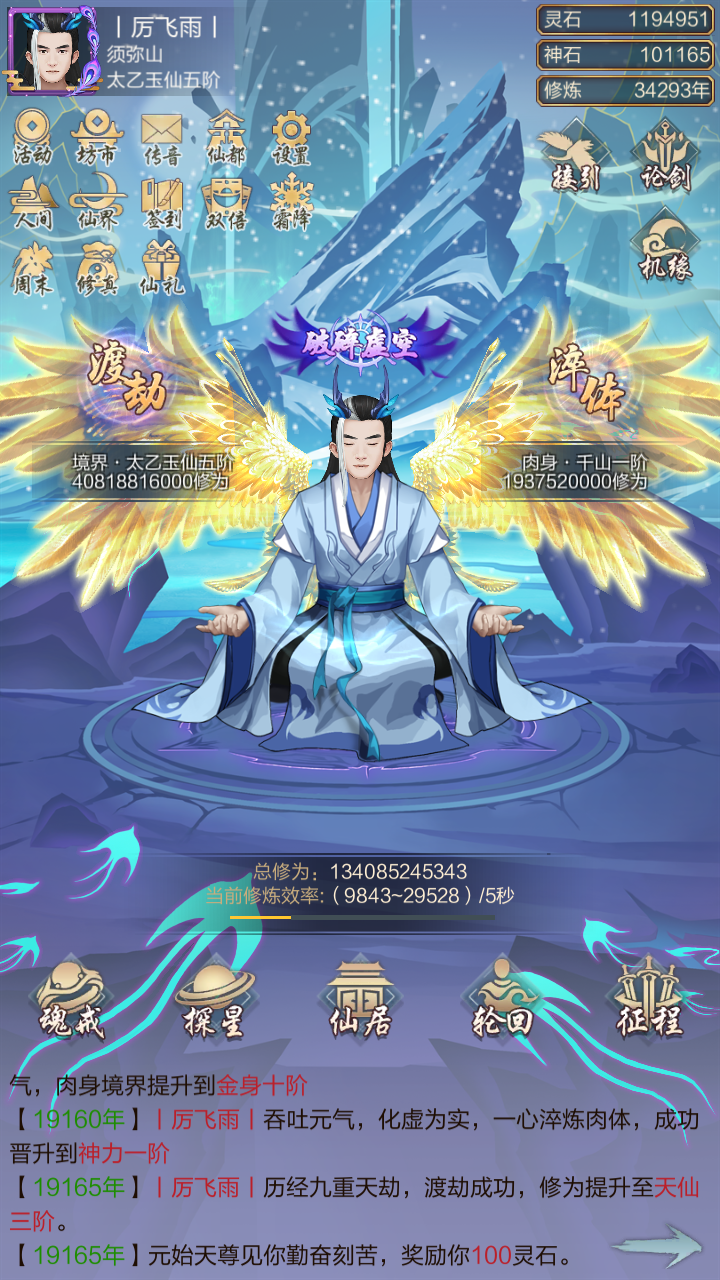 丨厉飞雨丨
须弥山
太乙玉仙五阶
灵石 1194951
神石 101165
修炼 34293年
活动 坊市 传音 仙都 设置
接引 论剑
人间 仙界 签到 双倍 霜降
周末 修真 仙礼
机缘
渡劫
破碎虚空
淬体
境界·太乙玉仙五阶
40818816000修为
肉身·千山一阶
1937520000修为
总修为：134085245343
当前修炼效率:（9843~29528）/5秒
魂戒 探星 仙居 轮回 征程
气，肉身境界提升到金身十阶
【19160年】丨厉飞雨丨吞吐元气，化虚为实，一心淬炼肉体，成功
晋升到神力一阶
【19165年】丨厉飞雨丨历经九重天劫，渡劫成功，修为提升至天仙
三阶。
【19165年】元始天尊见你勤奋刻苦，奖励你100灵石。